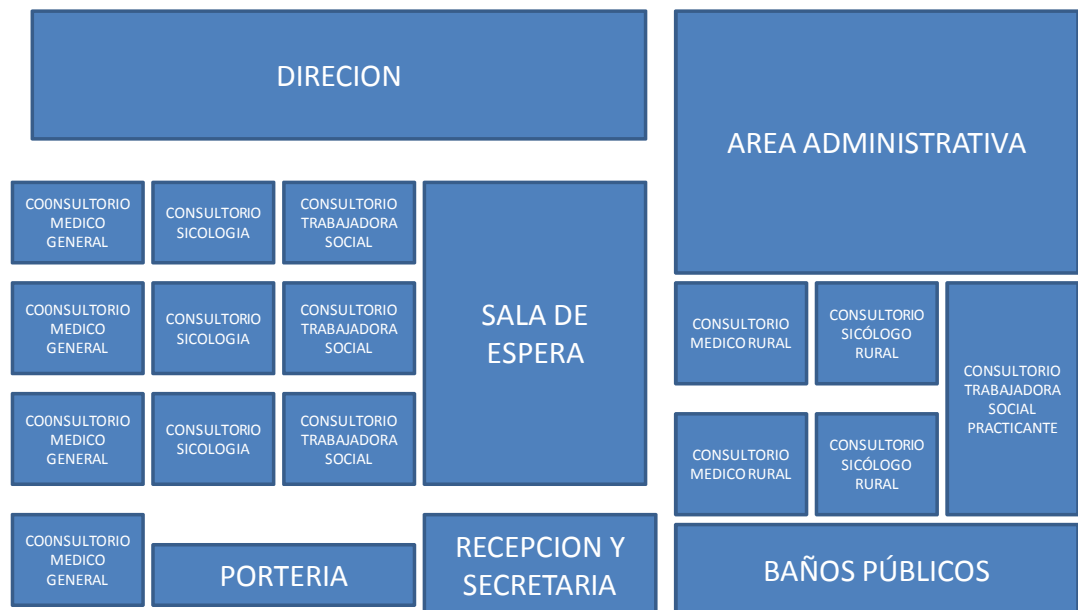 DIRECION
AREA ADMINISTRATIVA
CO0NSULTORIO
MEDICO
GENERAL
CONSULTORIO
SICOLOGIA
CONSULTORIO
TRABAJADORA
SOCIAL
SALA DE
ESPERA
CO0NSULTORIO
MEDICO
GENERAL
CONSULTORIO
SICOLOGIA
CONSULTORIO
TRABAJADORA
SOCIAL
CONSULTORIO
MEDICO RURAL
CONSULTORIO
SICÓLOGO
RURAL
CONSULTORIO
TRABAJADORA
SOCIAL
PRACTICANTE
CO0NSULTORIO
MEDICO
GENERAL
CONSULTORIO
SICOLOGIA
CONSULTORIO
TRABAJADORA
SOCIAL
CONSULTORIO
MEDICO RURAL
CONSULTORIO
SICÓLOGO
RURAL
CO0NSULTORIO
MEDICO
GENERAL
PORTERIA
RECEPCION Y
SECRETARIA
BAÑOS PÚBLICOS